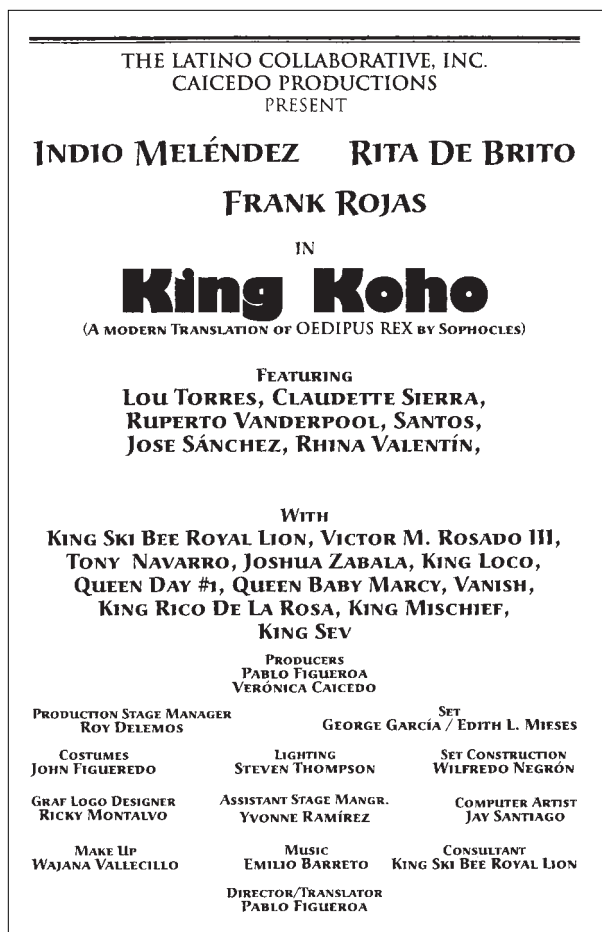 THE LATINO COLLABORATIVE, INC.
CAICEDO PRODUCTIONS
PRESENT
INDIO MELÉNDEZ RITA DE BRITO
FRANK ROJAS
IN
King Koho
(A MODERN TRANSLATION OF OEDIPUS REX BY SOPHOCLES)
FEATURING
LOU TORRES, CLAUDETTE SIERRA,
RUPERTO VANDERPOOL, SANTOS,
JOSE SÁNCHEZ, RHINA VALENTÍN,
WITH
KING SKI BEE ROYAL LION, VICTOR M. ROSADO III,
TONY NAVARRO, JOSHUA ZABALA, KING LOCO,
QUEEN DAY #1, QUEEN BABY MARCY, VANISH,
KING RICO DE LA ROSA, KING MISCHIEF,
KING SEV
PRODUCERS
PABLO FIGUEROA
VERÓNICA CAICEDO
PRODUCTION STAGE MANAGER SET
ROY DELEMOS GEORGE GARCÍA / EDITH L. MIESES
COSTUMES LIGHTING SET CONSTRUCTION
JOHN FIGUEREDO STEVEN THOMPSON WILFREDO NEGRÓN
GRAF LOGO DESIGNER ASSISTANT STAGE MANGR. COMPUTER ARTIST
RICKY MONTALVO YVONNE RAMÍREZ JAY SANTIAGO
MAKE UP MUSIC CONSULTANT
WAJANA VALLECILLO EMILIO BARRETO KING SKI BEE ROYAL LION
DIRECTOR/TRANSLATOR
PABLO FIGUEROA